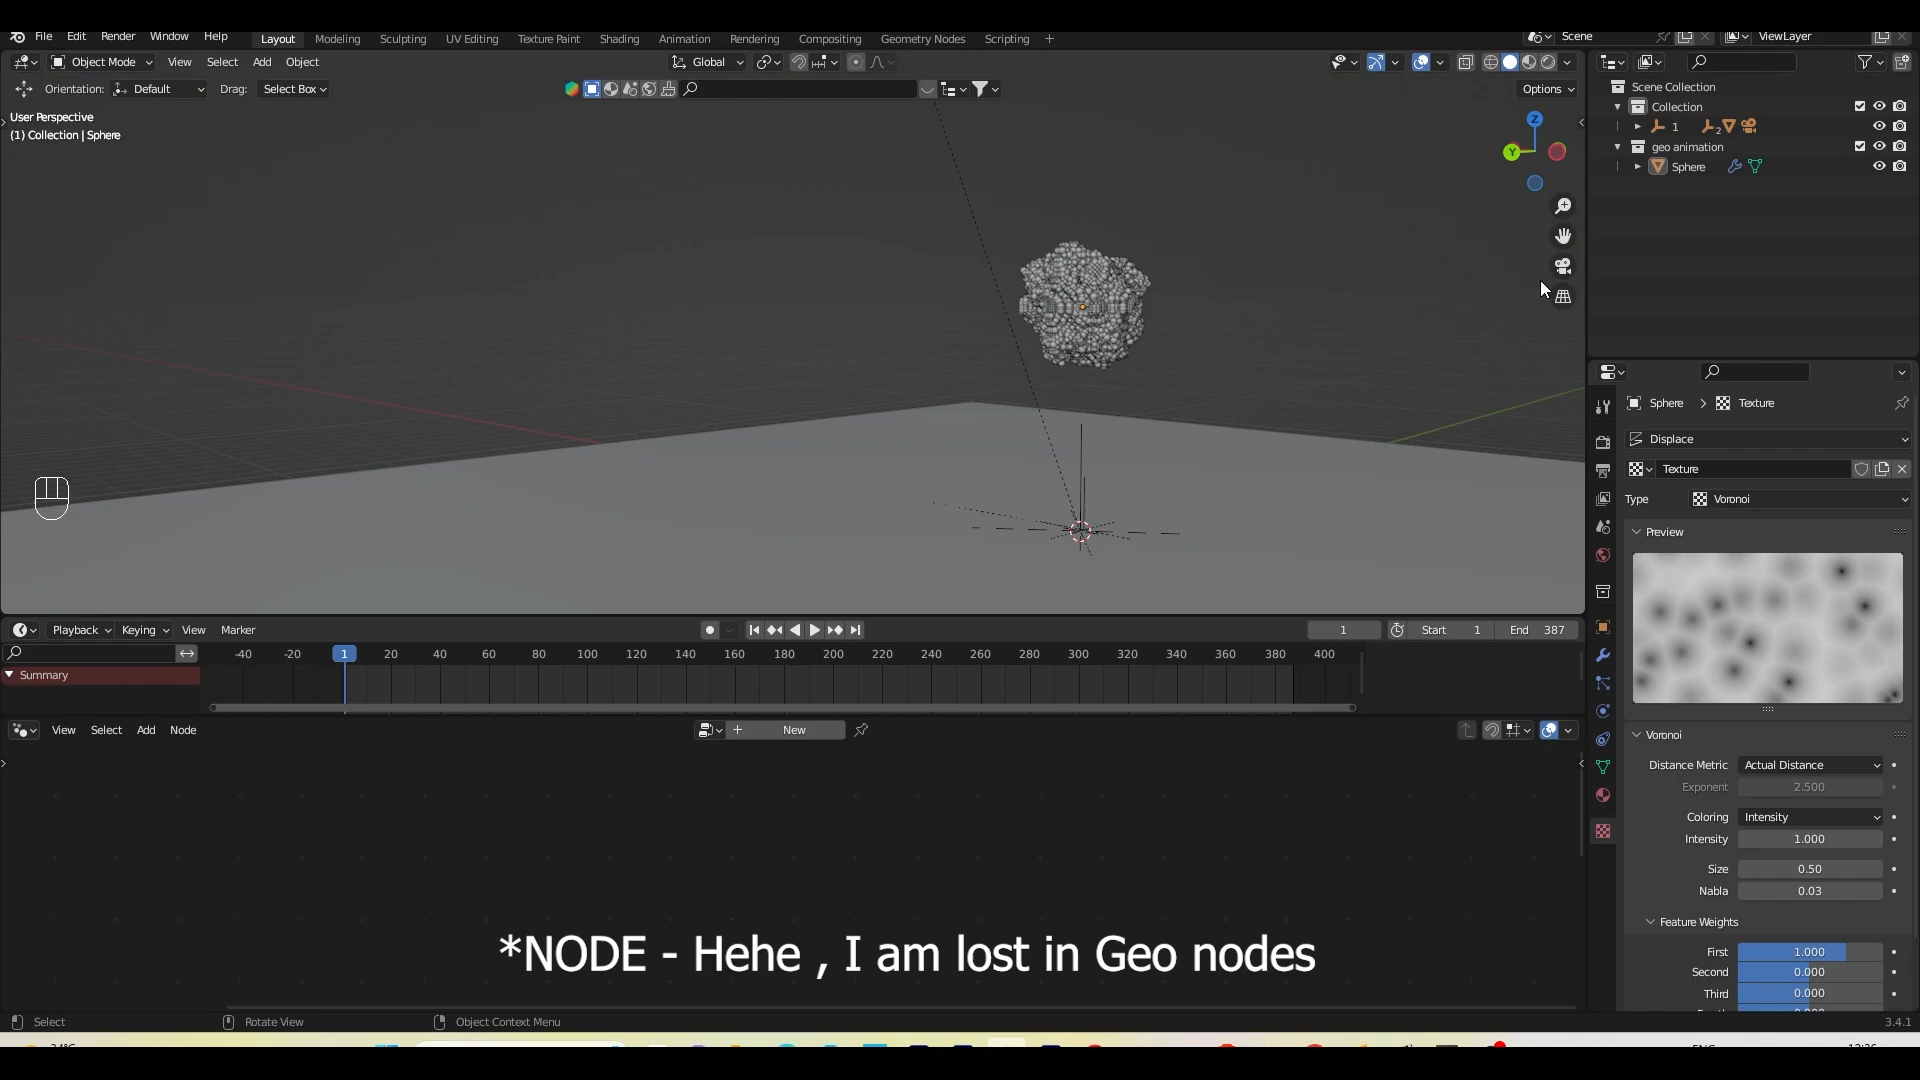 File Edit Render Window Help Layout Modeling Sculpting UV Editing Texture Paint Shading Animation Rendering Compositing Geometry Nodes Scripting + Scene ViewLayer
Object Mode View Select Add Object Global
Orientation: Default Drag: Select Box Options
User Perspective
(1) Collection | Sphere
Z
Y
Scene Collection
Collection
1 2
geo animation
Sphere
Sphere > Texture
Displace
Texture
Type Voronoi
Preview
Voronoi
Distance Metric Actual Distance
Exponent 2.500
Coloring Intensity
Intensity 1.000
Size 0.50
Nabla 0.03
Feature Weights
First 1.000
Second 0.000
Third 0.000
Playback Keying View Marker 1 Start 1 End 387
-40 -20 1 20 40 60 80 100 120 140 160 180 200 220 240 260 280 300 320 340 360 380 400
Summary
View Select Add Node + New
*NODE - Hehe , I am lost in Geo nodes
Select Rotate View Object Context Menu 3.4.1